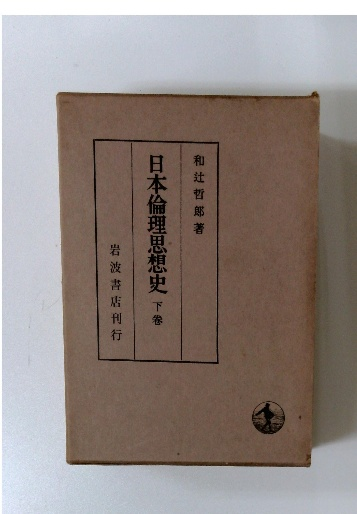 和辻哲郎著
日本倫理思想史 下巻
岩波書店刊行